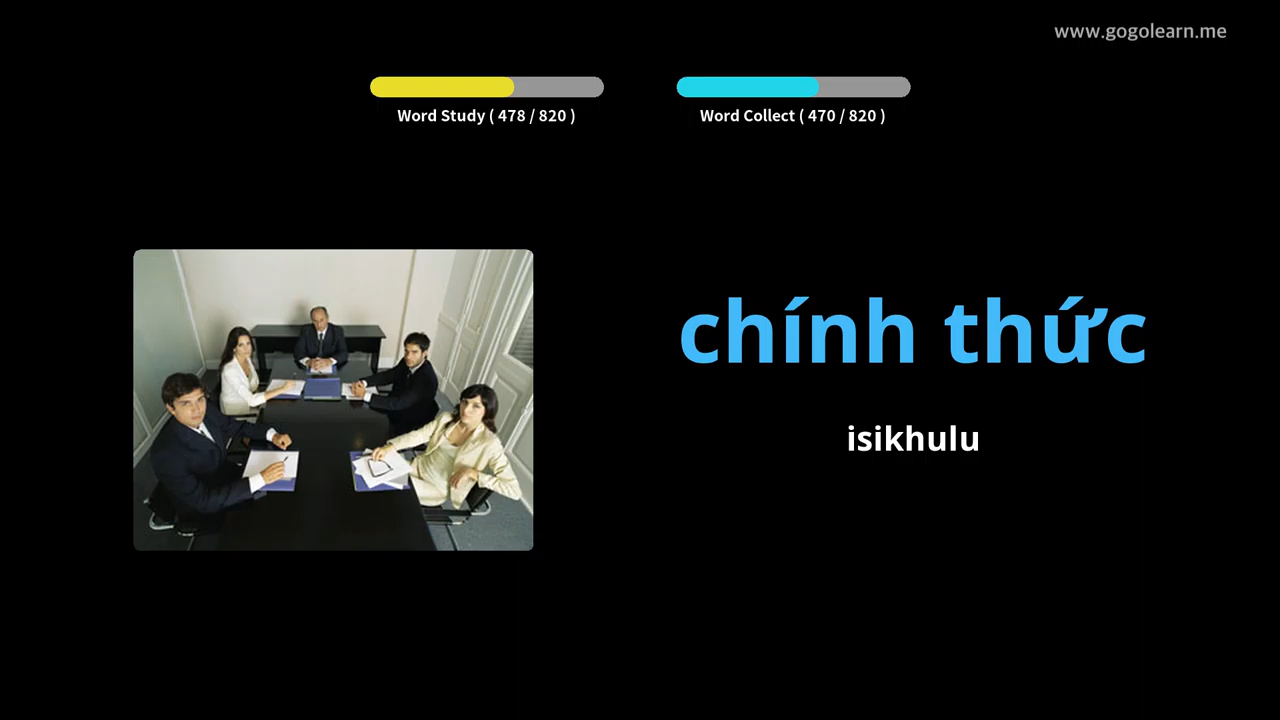 www.gogolearn.me
Word Study ( 478 / 820 )
Word Collect ( 470 / 820 )
chính thức
isikhulu